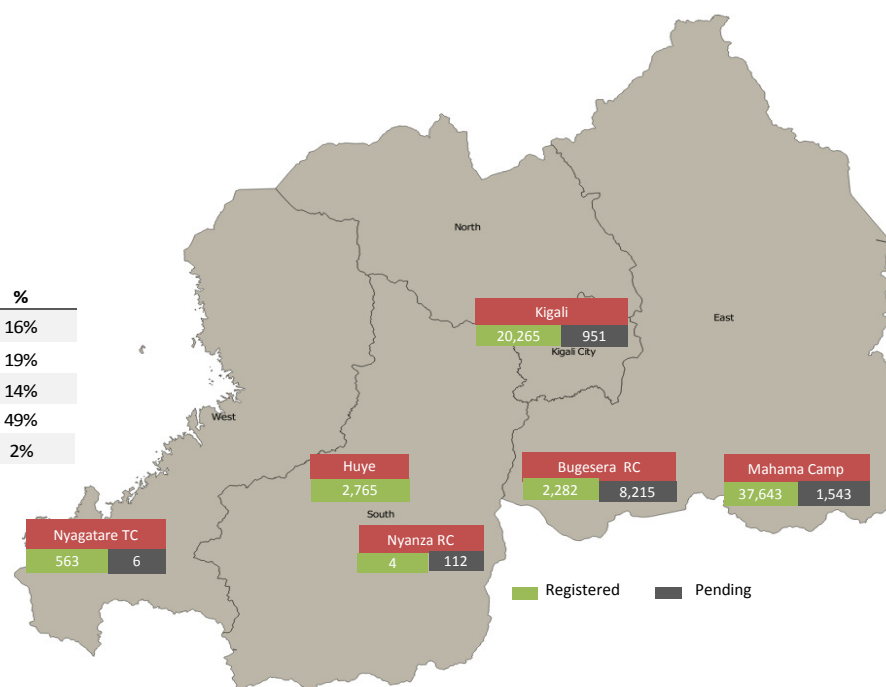 North
%
16%
19%
14%
49%
2%
Kigali
20,265 951
Kigali City
East
West
Huye
2,765
South
Bugesera RC
2,282 8,215
Mahama Camp
37,643 1,543
Nyagatare TC
563 6
Nyanza RC
4 112
Registered Pending